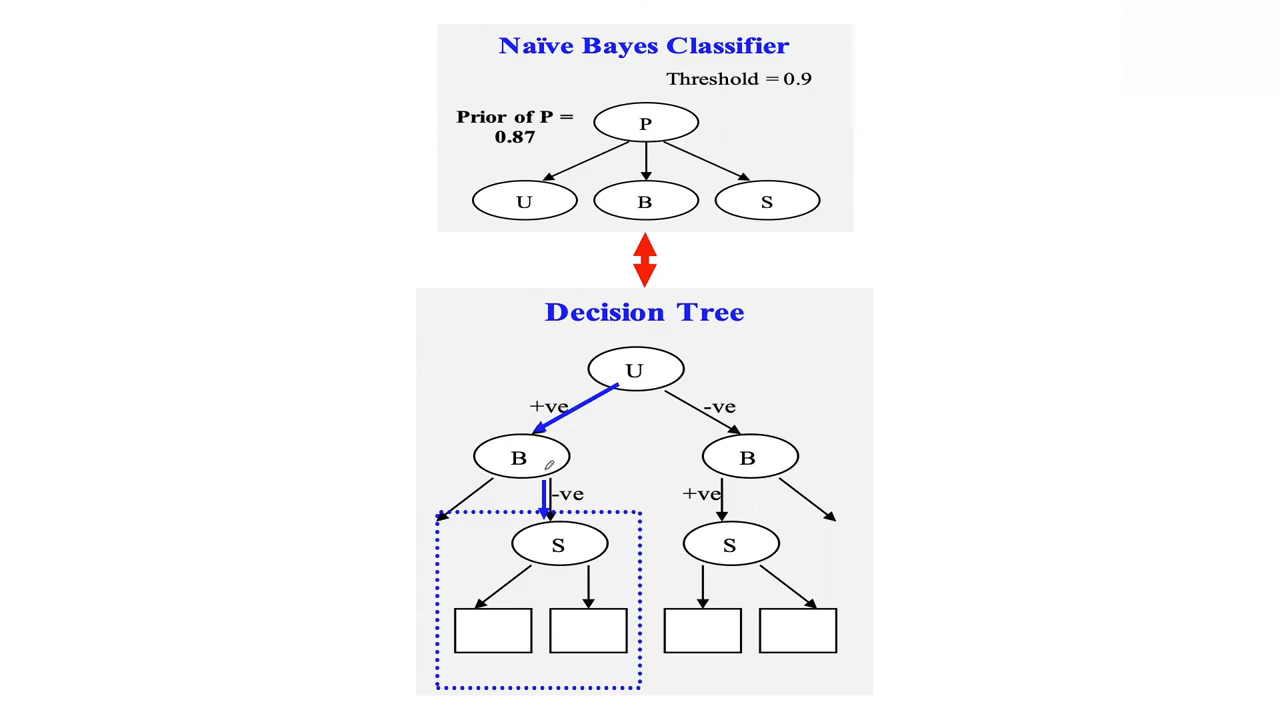 Naïve Bayes Classifier
Threshold = 0.9
Prior of P =
0.87
P
U B S
Decision Tree
U
+ve -ve
B B
-ve +ve
S S